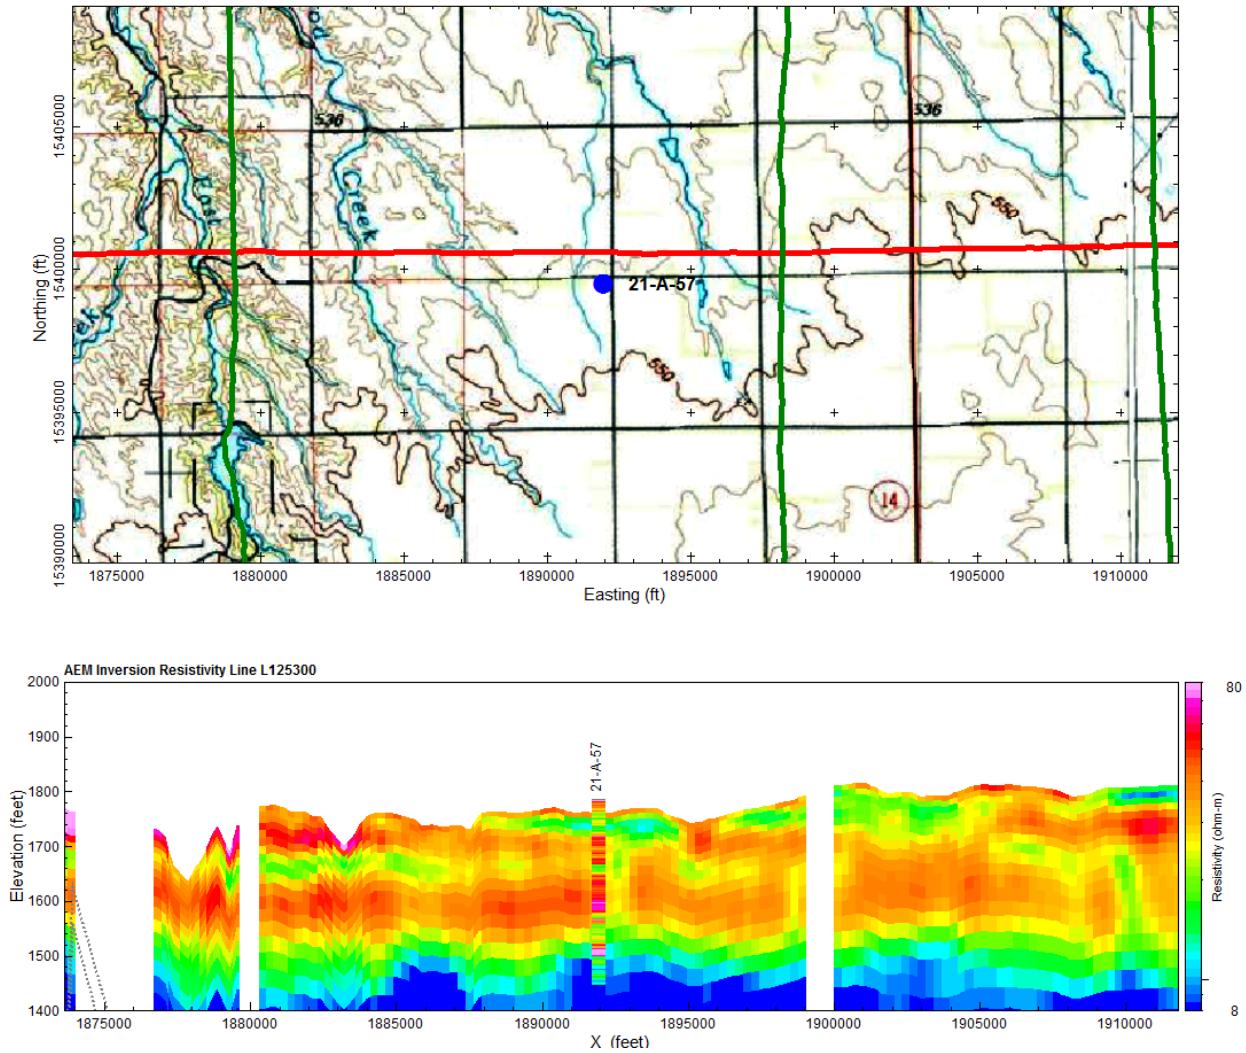 15405000
15400000
15395000
15390000
Northing (ft)
536
536
Lost
Creek
550
21-A-57
550
14
1875000 1880000 1885000 1890000 1895000 1900000 1905000 1910000
Easting (ft)
AEM Inversion Resistivity Line L125300
2000
1900
1800
1700
1600
1500
1400
Elevation (feet)
21-A-57
80
8
Resistivity (ohm-m)
1875000 1880000 1885000 1890000 1895000 1900000 1905000 1910000
X (feet)